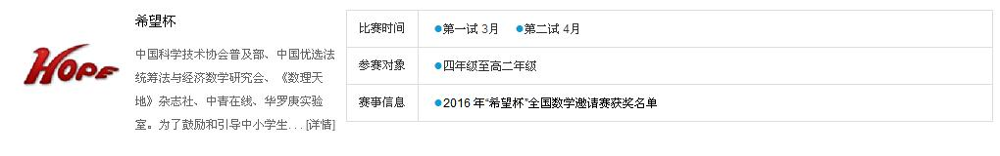 HOPE
希望杯
中国科学技术协会普及部、中国优选法
统筹法与经济数学研究会、《数理天
地》杂志社、中青在线、华罗庚实验
室。为了鼓励和引导中小学生...[详情]
比赛时间 ●第一试 3月 ●第二试 4月
参赛对象 ●四年级至高二年级
赛事信息 ●2016 年“希望杯”全国数学邀请赛获奖名单